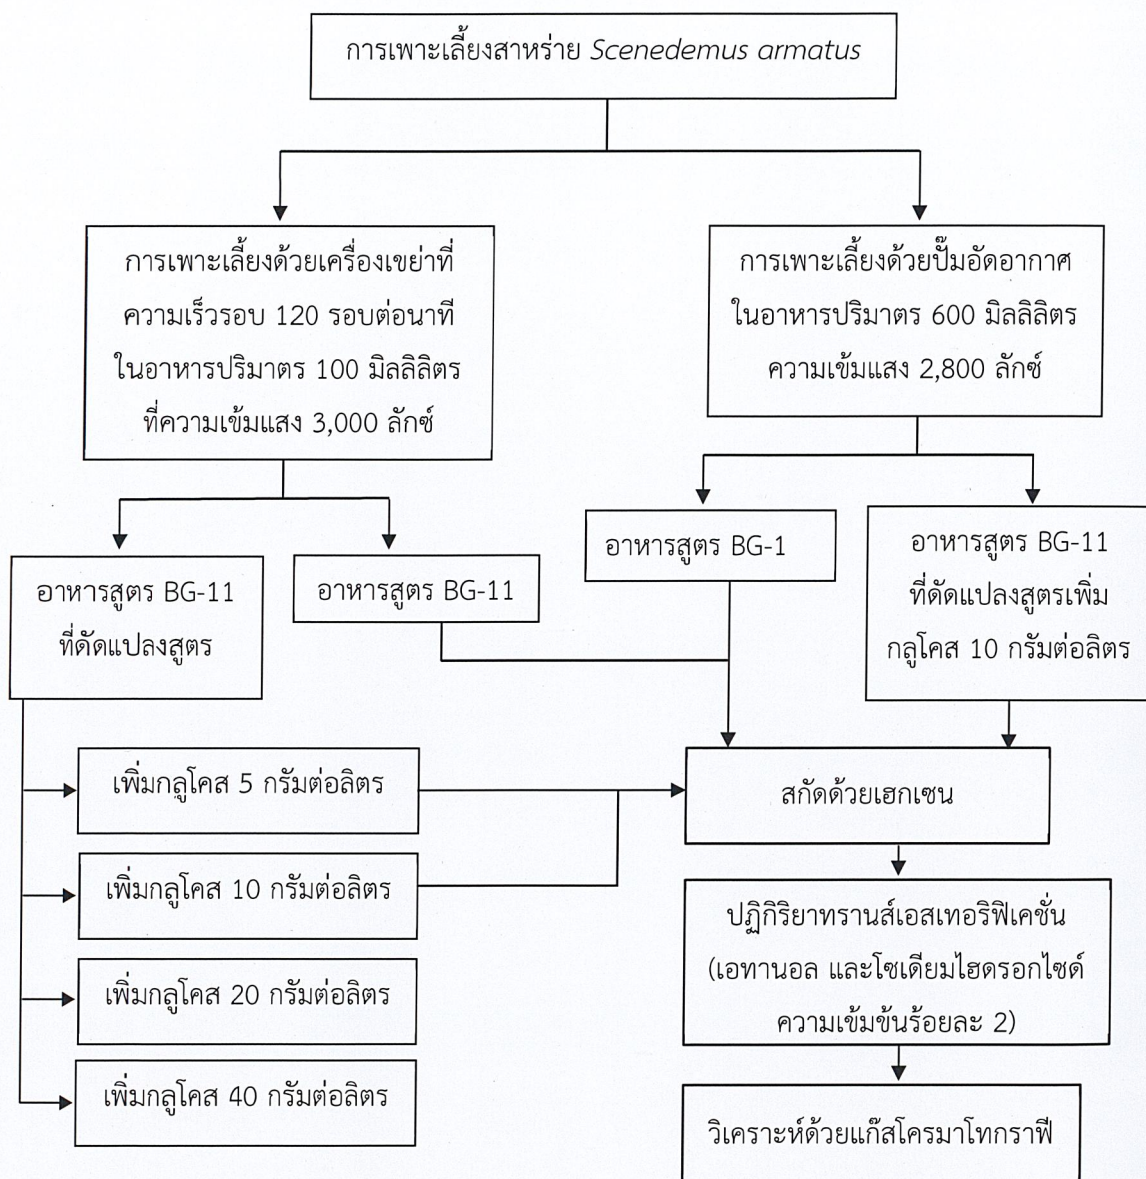 การเพาะเลี้ยงสาหร่าย Scenedemus armatus
การเพาะเลี้ยงด้วยเครื่องเขย่าที่
ความเร็วรอบ 120 รอบต่อนาที
ในอาหารปริมาตร 100 มิลลิลิตร
ที่ความเข้มแสง 3,000 ลักซ์
การเพาะเลี้ยงด้วยปั๊มอัดอากาศ
ในอาหารปริมาตร 600 มิลลิลิตร
ความเข้มแสง 2,800 ลักซ์
อาหารสูตร BG-11
ที่ดัดแปลงสูตร
อาหารสูตร BG-11
อาหารสูตร BG-1
อาหารสูตร BG-11
ที่ดัดแปลงสูตรเพิ่ม
กลูโคส 10 กรัมต่อลิตร
เพิ่มกลูโคส 5 กรัมต่อลิตร
เพิ่มกลูโคส 10 กรัมต่อลิตร
เพิ่มกลูโคส 20 กรัมต่อลิตร
เพิ่มกลูโคส 40 กรัมต่อลิตร
สกัดด้วยเฮกเซน
ปฏิกิริยาทรานส์เอสเทอริฟิเคชั่น
(เอทานอล และโซเดียมไฮดรอกไซด์
ความเข้มข้นร้อยละ 2)
วิเคราะห์ด้วยแก๊สโครมาโทกราฟี